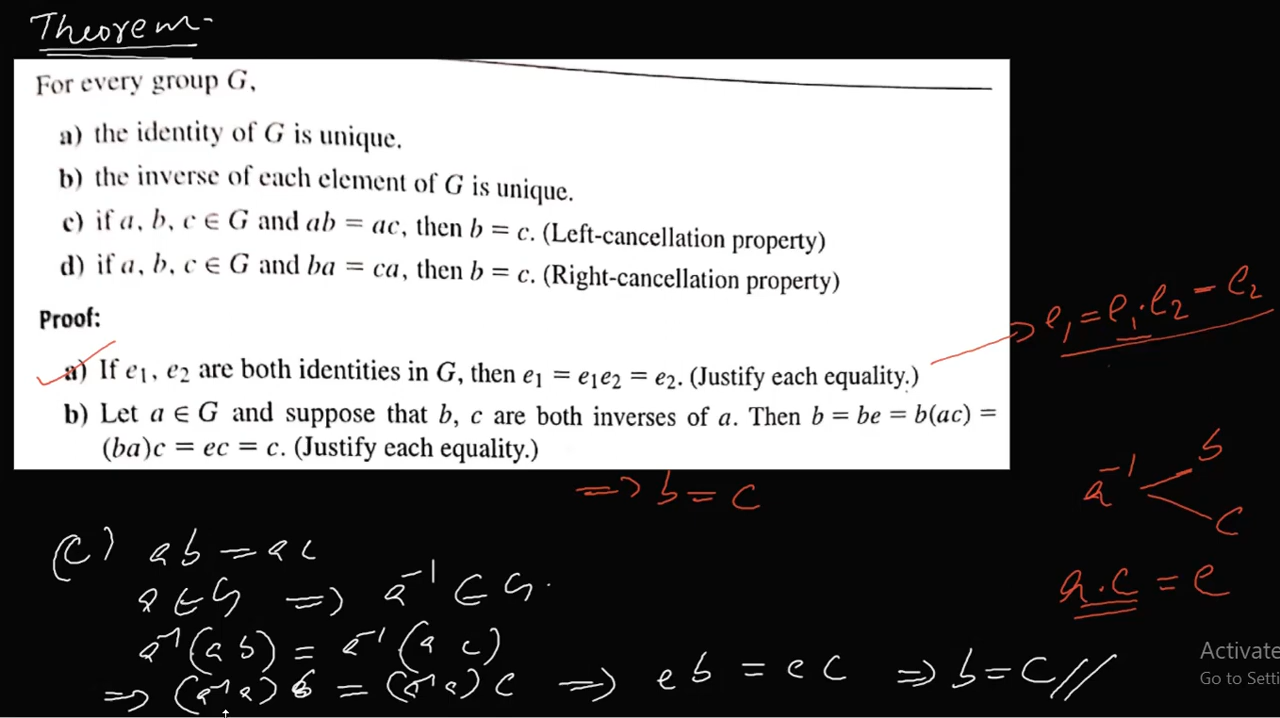 Theorem-
For every group G,
a) the identity of G is unique.
b) the inverse of each element of G is unique.
c) if a, b, c ∈ G and ab = ac, then b = c. (Left-cancellation property)
d) if a, b, c ∈ G and ba = ca, then b = c. (Right-cancellation property)
Proof:
a) If e₁, e₂ are both identities in G, then e₁ = e₁e₂ = e₂. (Justify each equality.)
e₁ = e₁.e₂ = e₂
b) Let a ∈ G and suppose that b, c are both inverses of a. Then b = be = b(ac) =
(ba)c = ec = c. (Justify each equality.)
=> b = c
a⁻¹ < b
c
a.c = e
(c) ab = ac
a ∈ G => a⁻¹ ∈ G.
a⁻¹(ab) = a⁻¹(ac)
=> (a⁻¹a)b = (a⁻¹a)c => eb = ec => b = c //
Activate
Go to Setti